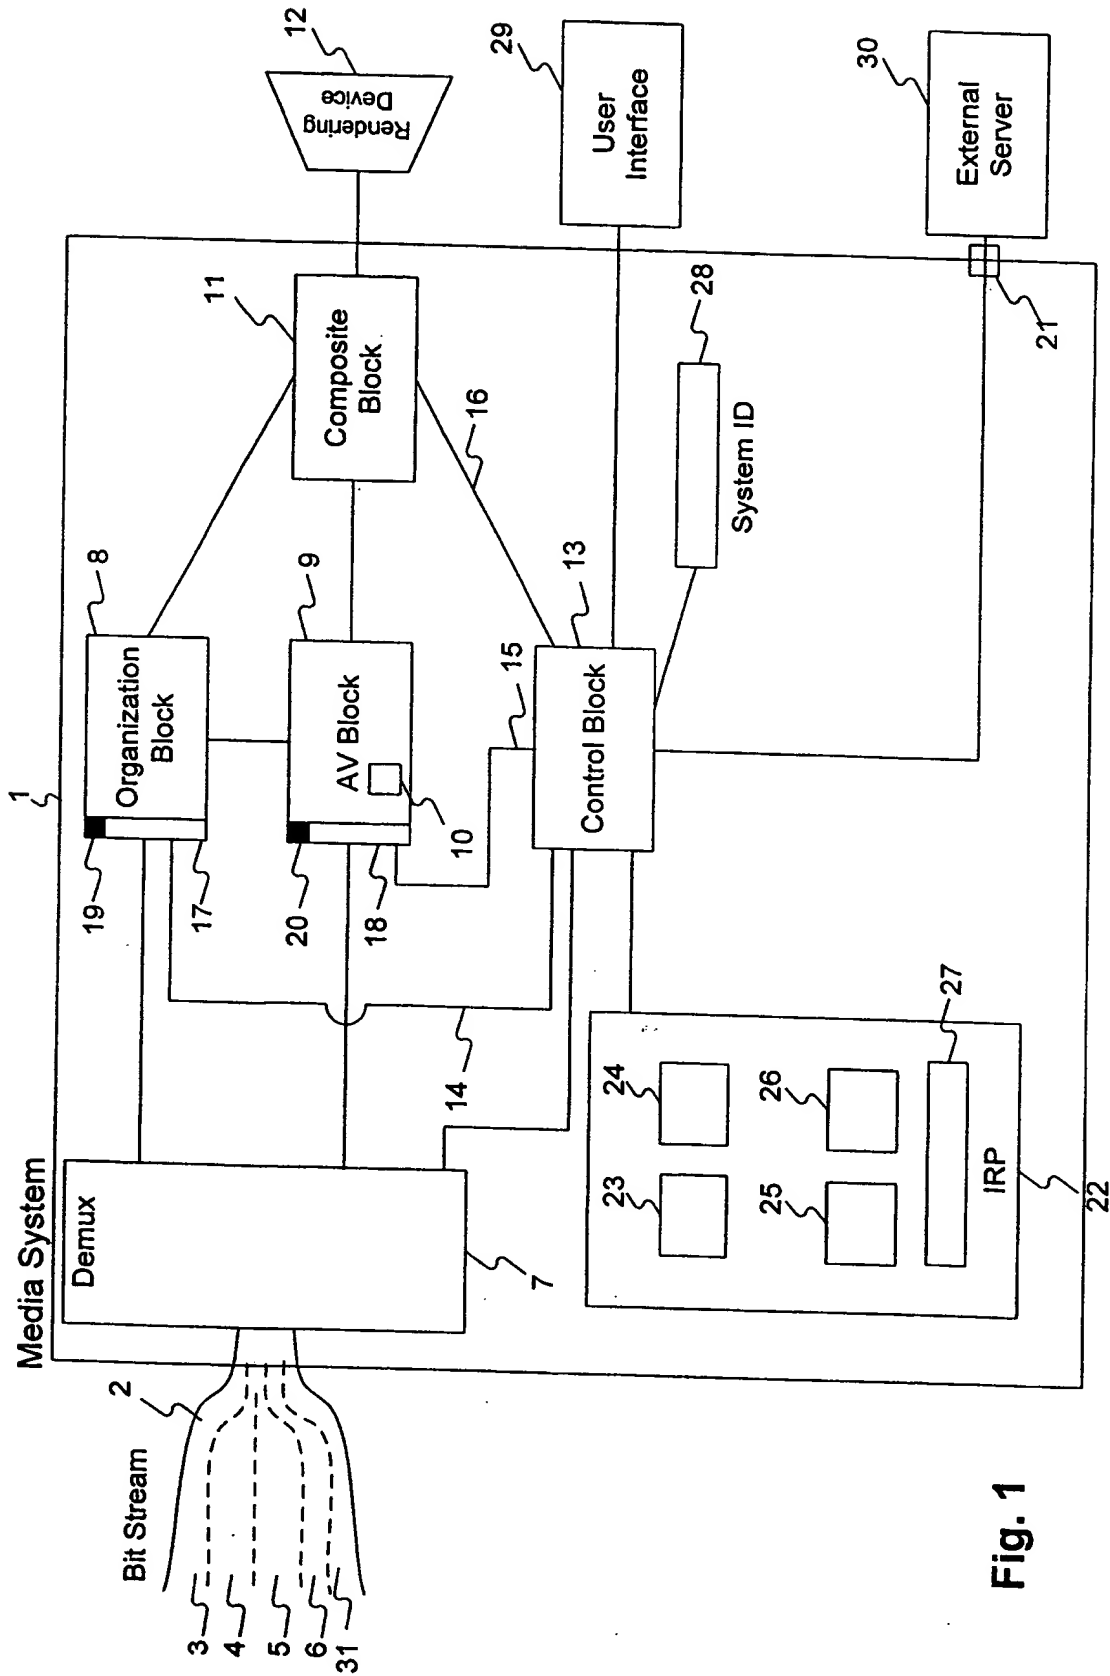 Media System
1
Bit Stream
2
3
4
5
6
31
Demux
7
19
17
Organization
Block
8
20
18
AV Block
9
10
11
Composite
Block
12
Rendering
Device
14
15
16
Control Block
13
User
Interface
29
External
Server
30
21
28
System ID
23
24
25
26
27
IRP
22
Fig. 1